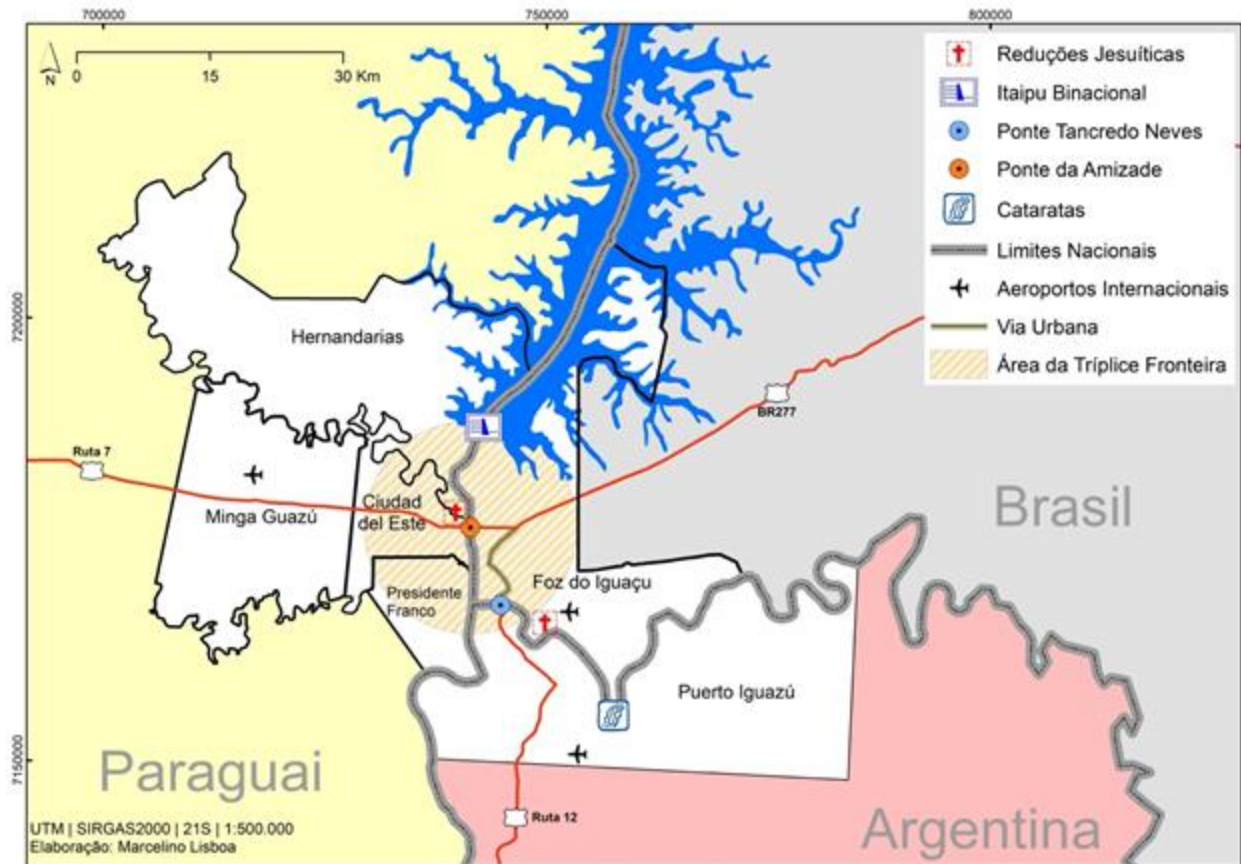 700000
750000
800000
N
0
15
30 Km
Reduções Jesuíticas
Itaipu Binacional
Ponte Tancredo Neves
Ponte da Amizade
Cataratas
Limites Nacionais
Aeroportos Internacionais
Via Urbana
Área da Tríplice Fronteira
7200000
Hernandarias
BR277
Ruta 7
Minga Guazú
Ciudad
del Este
Brasil
Foz do Iguaçu
Presidente
Franco
Puerto Iguazú
7150000
Paraguai
Ruta 12
Argentina
UTM | SIRGAS2000 | 21S | 1:500.000
Elaboração: Marcelino Lisboa